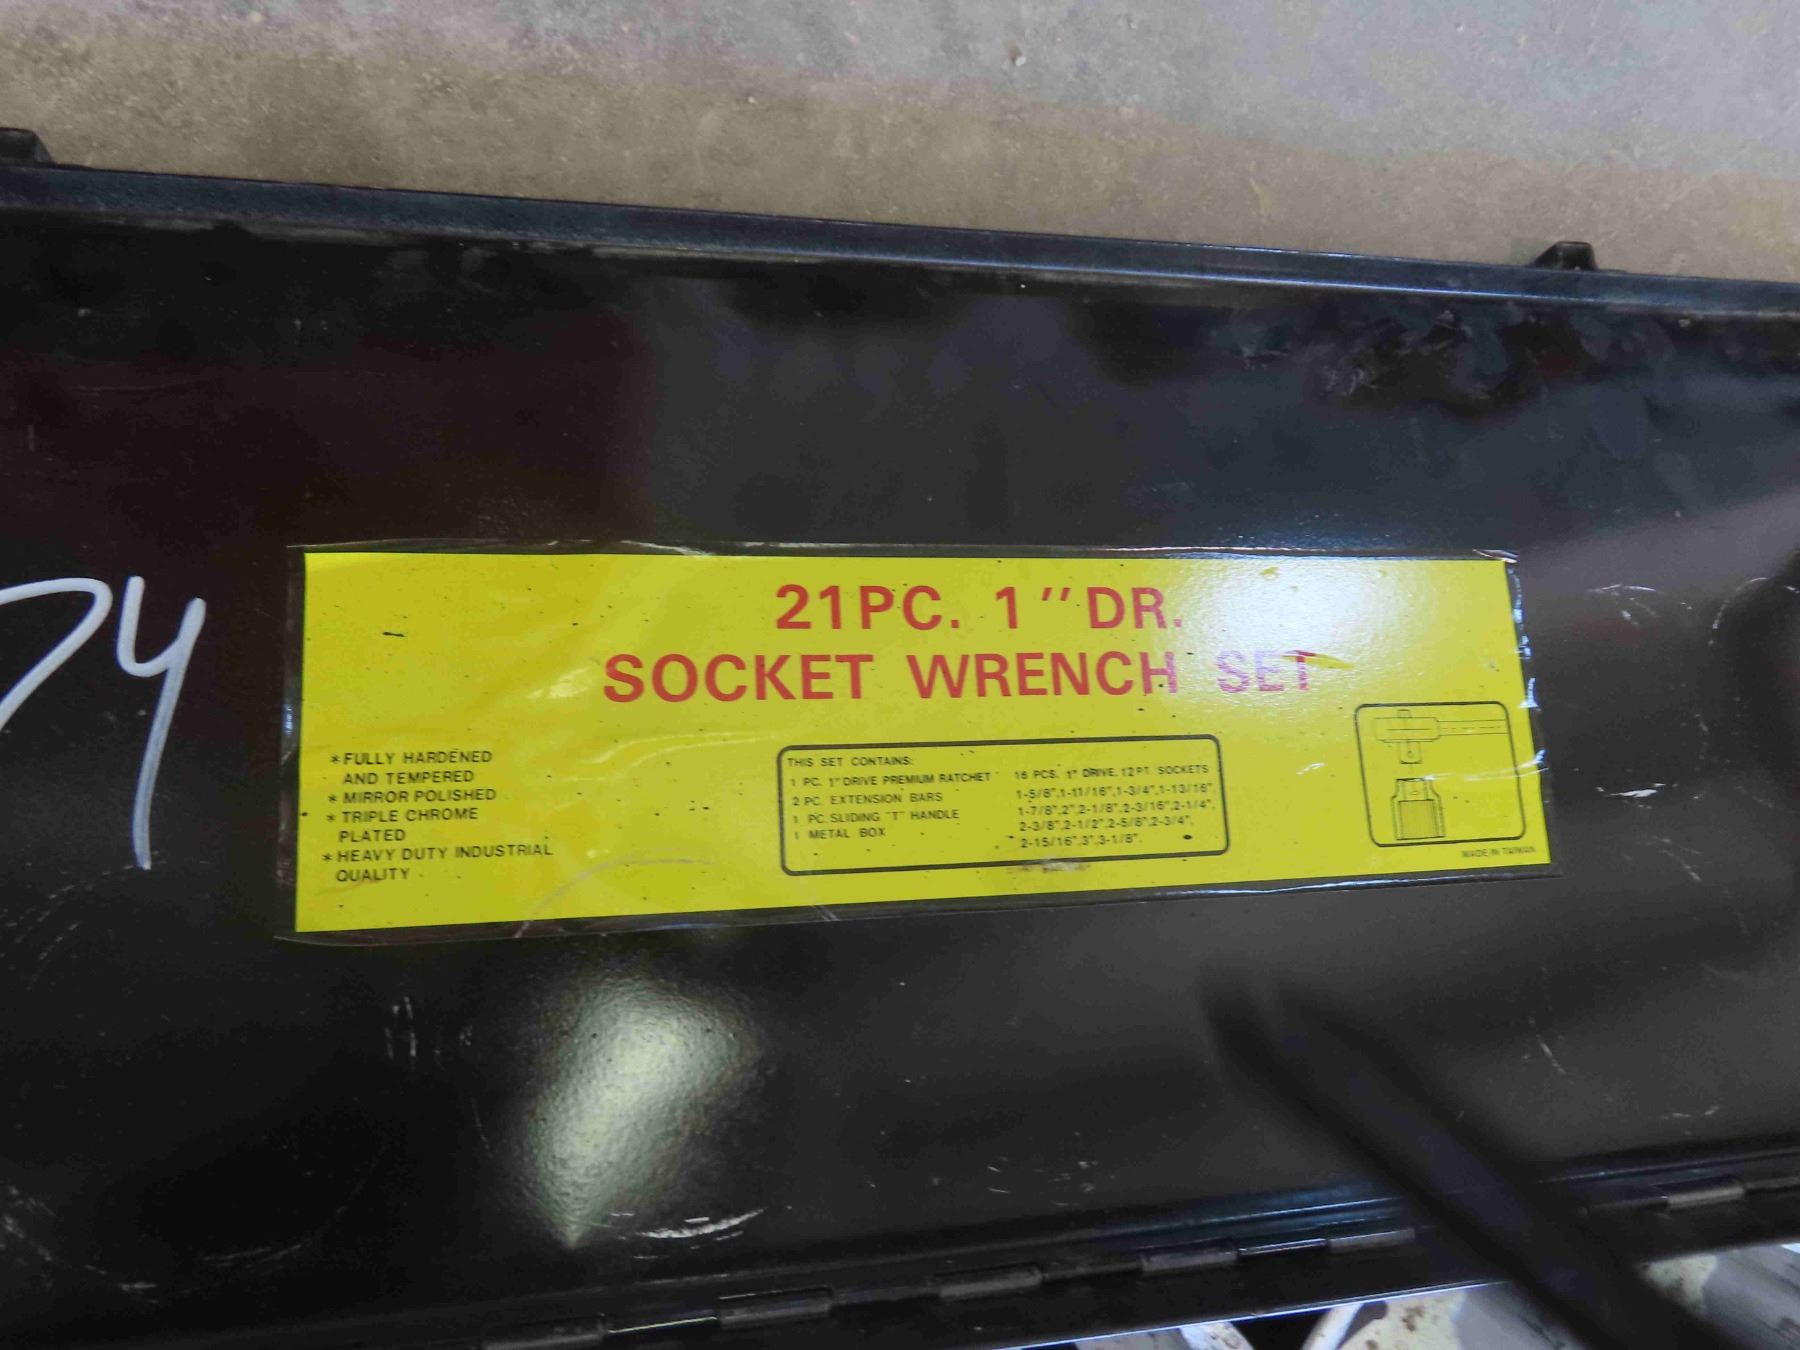 21PC. 1" DR.
SOCKET WRENCH SET
* FULLY HARDENED
AND TEMPERED
* MIRROR POLISHED
* TRIPLE CHROME
PLATED
* HEAVY DUTY INDUSTRIAL
QUALITY
THIS SET CONTAINS:
1 PC. 1" DRIVE PREMIUM RATCHET
2 PC. EXTENSION BARS
1 PC. SLIDING "T" HANDLE
1 METAL BOX
16 PCS. 1" DRIVE. 12 PT. SOCKETS
1-5/8",1-11/16",1-3/4",1-13/16",
1-7/8",2",2-1/8",2-3/16",2-1/4",
2-3/8",2-1/2",2-5/8",2-3/4",
2-15/16",3",3-1/8".
MADE IN TAIWAN